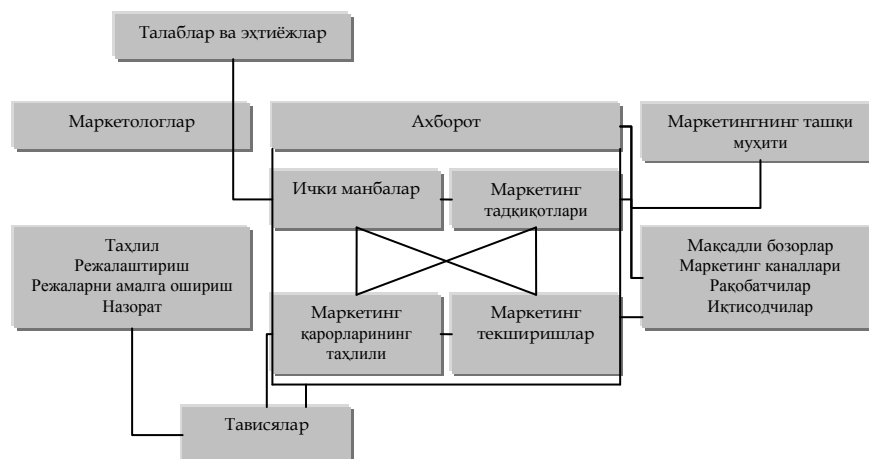 Талаблар ва эҳтиёжлар
Маркетологлар
Ахборот
Маркетингнинг ташқи
муҳити
Ички манбалар
Маркетинг
тадқиқотлари
Таҳлил
Режалаштириш
Режаларни амалга ошириш
Назорат
Мақсадли бозорлар
Маркетинг каналлари
Рақобатчилар
Иқтисодчилар
Маркетинг
қарорларининг
таҳлили
Маркетинг
текширишлар
Тависялар